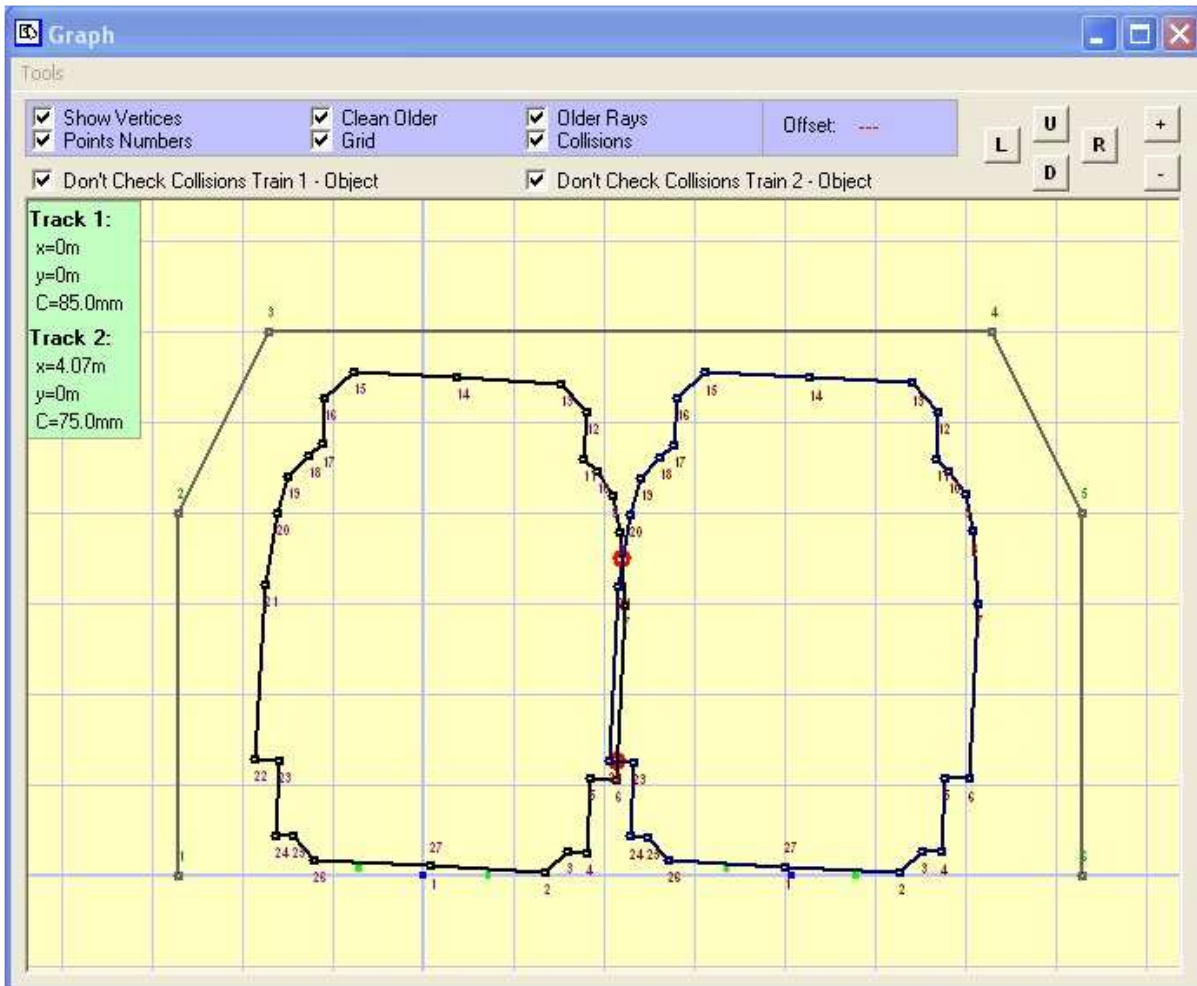 Graph
Tools
Show Vertices Clean Older Older Rays Offset: ---
Points Numbers Grid Collisions
L U D R + -
Don't Check Collisions Train 1 - Object Don't Check Collisions Train 2 - Object
Track 1:
x=0m
y=0m
C=85.0mm
Track 2:
x=4.07m
y=0m
C=75.0mm
3 4
15 14 13 15 14 13
16 12 16 12
17 11 17 11
18 10 18 10
19 19
2 5
20 20
21
7
22 23 5 6 23 5 6
24 25 3 4 24 25 3 4
26 27 26 27
1 1 2 1 2